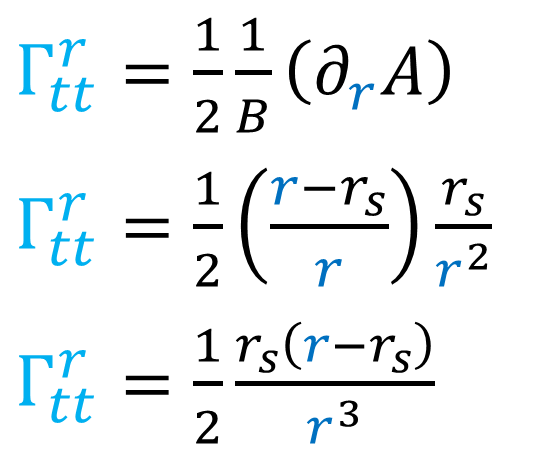 Γ^r_tt = 1/2 1/B (∂_r A)
Γ^r_tt = 1/2 ((r−r_s)/r) r_s/r^2
Γ^r_tt = 1/2 r_s(r−r_s)/r^3